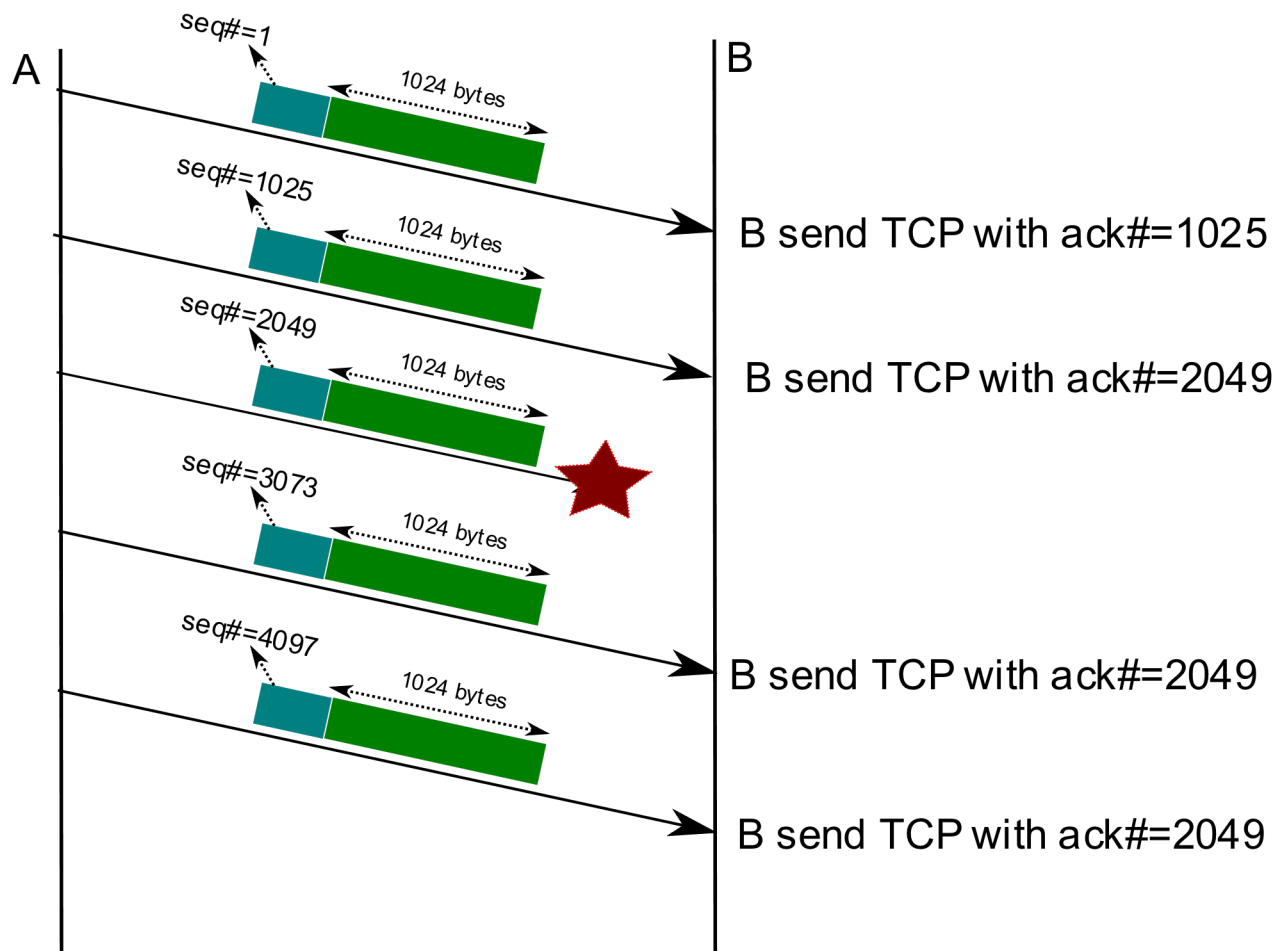 seq#=1
A
B
1024 bytes
seq#=1025
B send TCP with ack#=1025
1024 bytes
seq#=2049
1024 bytes
B send TCP with ack#=2049
seq#=3073
1024 bytes
seq#=4097
B send TCP with ack#=2049
1024 bytes
B send TCP with ack#=2049